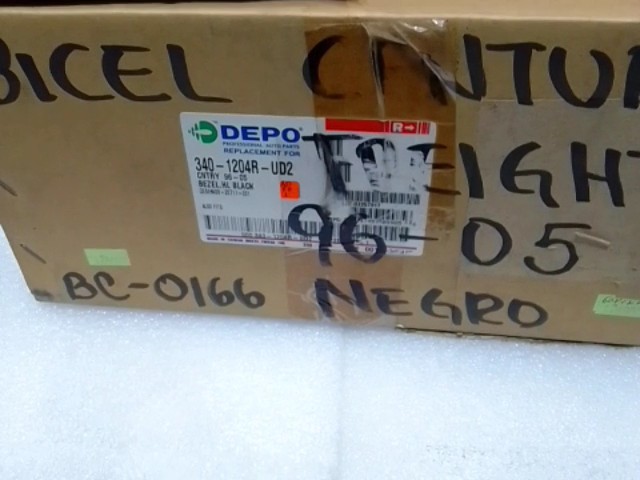 BICEL CENTUR
DEPO
PROFESSIONAL AUTO PARTS
REPLACEMENT FOR
340-1204R-UD2
CNTRY 96-05
BEZEL, HL BLACK
R
FREIGHT
96-05
BC-0166 NEGRO